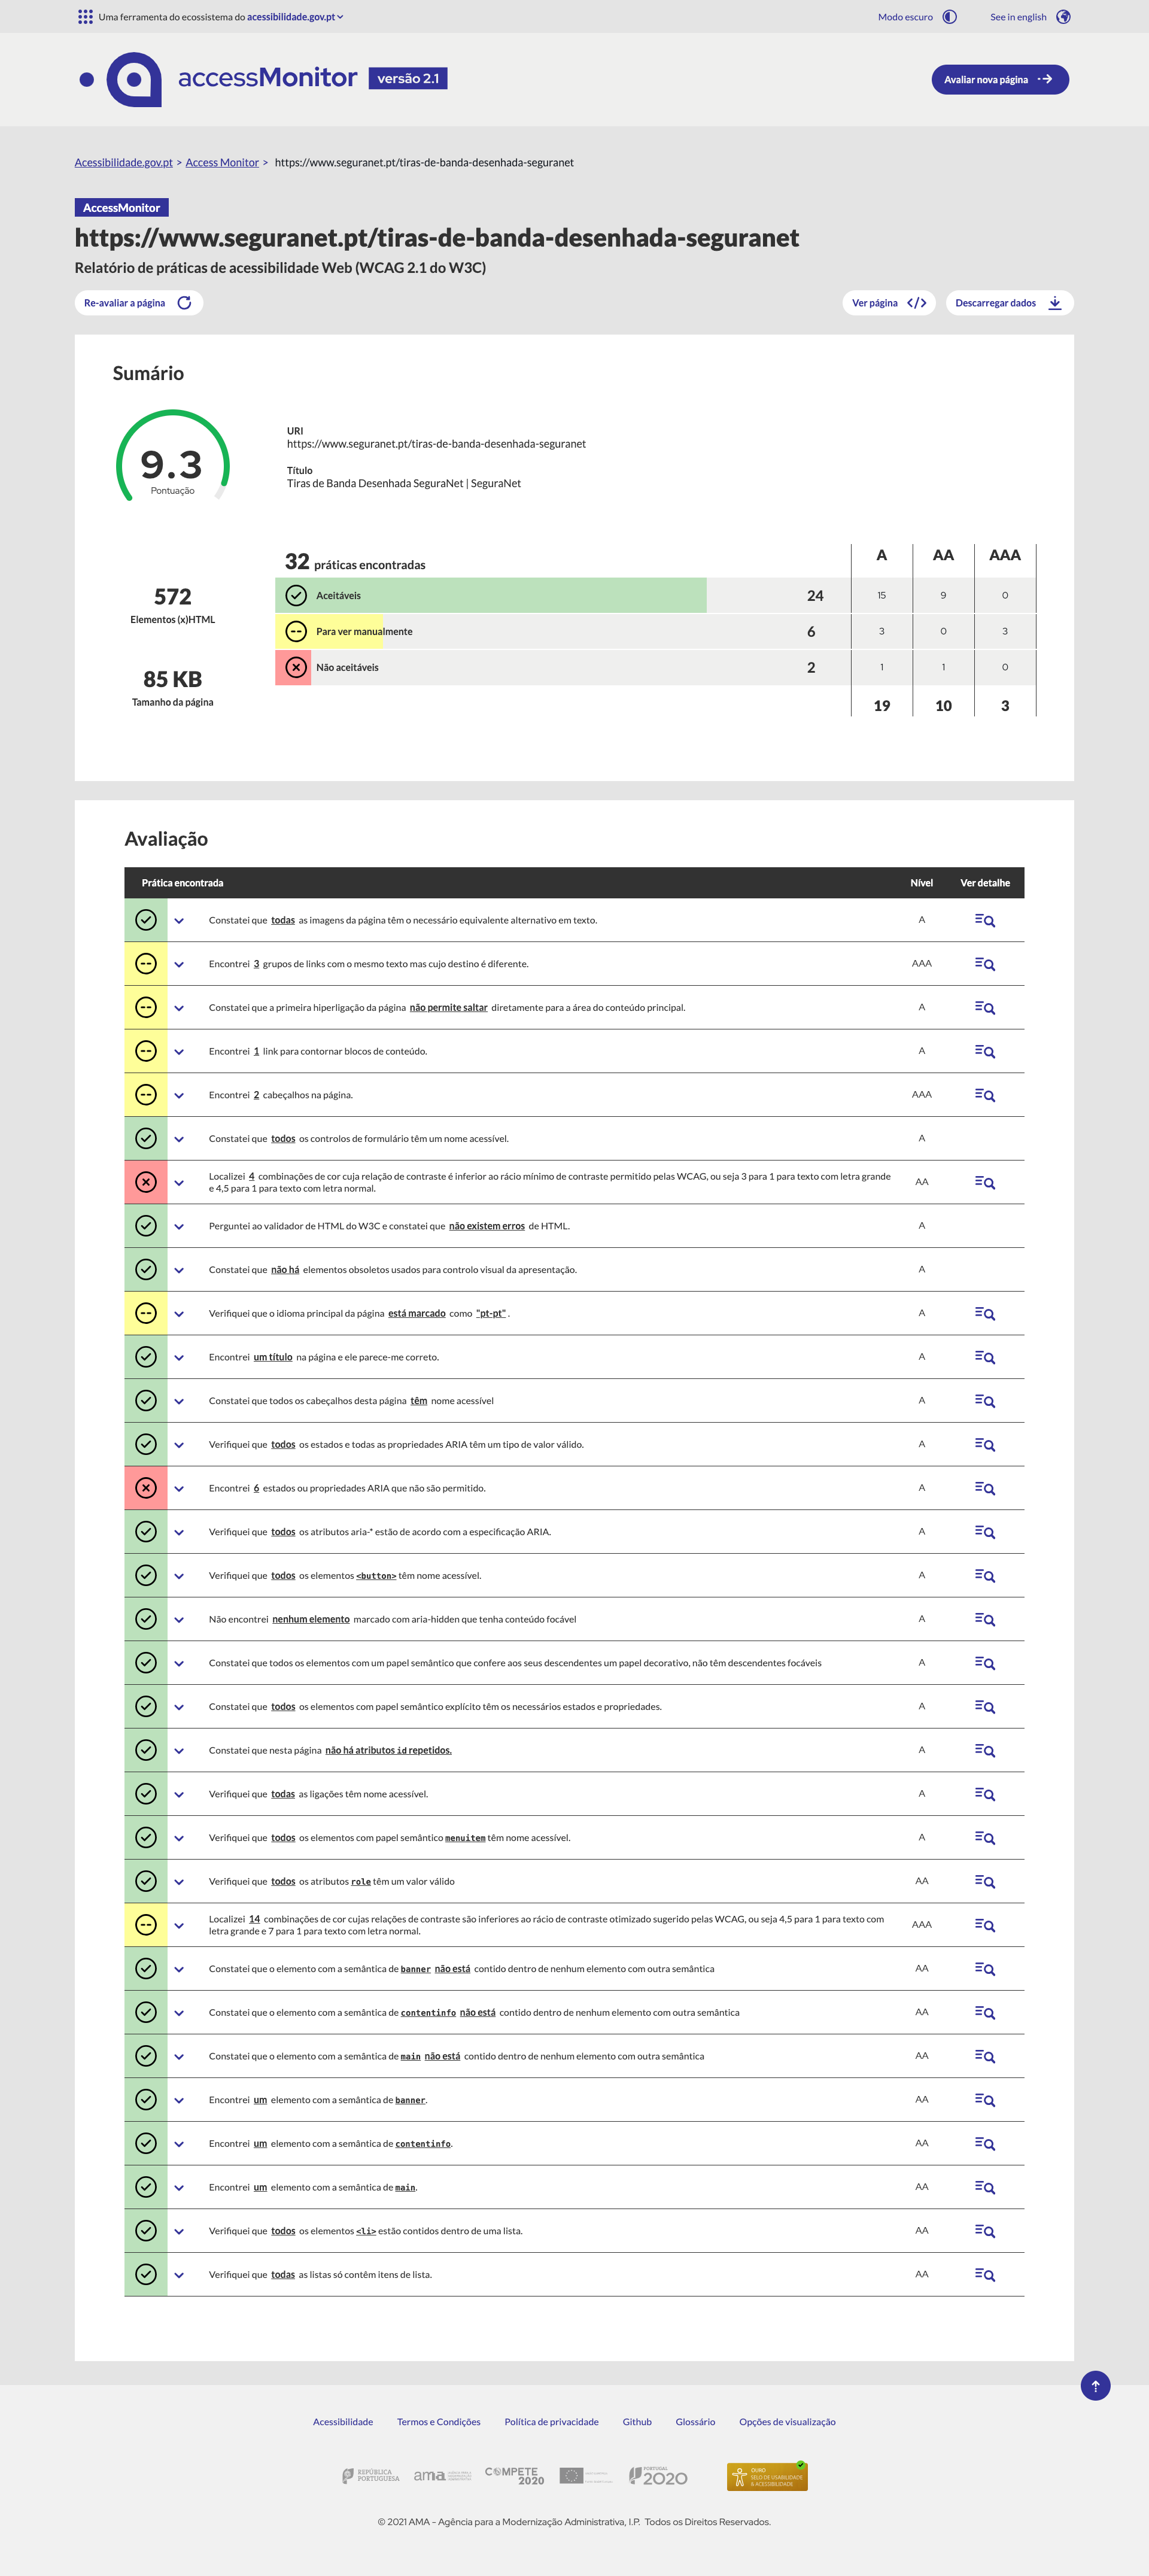 Uma ferramenta do ecossistema do acessibilidade.gov.pt
Modo escuro
See in english
accessMonitor versão 2.1
Avaliar nova página
Acessibilidade.gov.pt > Access Monitor > https://www.seguranet.pt/tiras-de-banda-desenhada-seguranet
AccessMonitor
https://www.seguranet.pt/tiras-de-banda-desenhada-seguranet
Relatório de práticas de acessibilidade Web (WCAG 2.1 do W3C)
Re-avaliar a página
Ver página
Descarregar dados
Sumário
9.3
Pontuação
URI
https://www.seguranet.pt/tiras-de-banda-desenhada-seguranet
Título
Tiras de Banda Desenhada SeguraNet | SeguraNet
572
Elementos (x)HTML
85 KB
Tamanho da página
32 práticas encontradas A AA AAA
Aceitáveis 24 15 9 0
Para ver manualmente 6 3 0 3
Não aceitáveis 2 1 1 0
19 10 3
Avaliação
Prática encontrada Nível Ver detalhe
Constatei que todas as imagens da página têm o necessário equivalente alternativo em texto. A
Encontrei 3 grupos de links com o mesmo texto mas cujo destino é diferente. AAA
Constatei que a primeira hiperligação da página não permite saltar diretamente para a área do conteúdo principal. A
Encontrei 1 link para contornar blocos de conteúdo. A
Encontrei 2 cabeçalhos na página. AAA
Constatei que todos os controlos de formulário têm um nome acessível. A
Localizei 4 combinações de cor cuja relação de contraste é inferior ao rácio mínimo de contraste permitido pelas WCAG, ou seja 3 para 1 para texto com letra grande
e 4,5 para 1 para texto com letra normal. AA
Perguntei ao validador de HTML do W3C e constatei que não existem erros de HTML. A
Constatei que não há elementos obsoletos usados para controlo visual da apresentação. A
Verifiquei que o idioma principal da página está marcado como "pt-pt" . A
Encontrei um título na página e ele parece-me correto. A
Constatei que todos os cabeçalhos desta página têm nome acessível A
Verifiquei que todos os estados e todas as propriedades ARIA têm um tipo de valor válido. A
Encontrei 6 estados ou propriedades ARIA que não são permitido. A
Verifiquei que todos os atributos aria-* estão de acordo com a especificação ARIA. A
Verifiquei que todos os elementos <button> têm nome acessível. A
Não encontrei nenhum elemento marcado com aria-hidden que tenha conteúdo focável A
Constatei que todos os elementos com um papel semântico que confere aos seus descendentes um papel decorativo, não têm descendentes focáveis A
Constatei que todos os elementos com papel semântico explícito têm os necessários estados e propriedades. A
Constatei que nesta página não há atributos id repetidos. A
Verifiquei que todas as ligações têm nome acessível. A
Verifiquei que todos os elementos com papel semântico menuitem têm nome acessível. A
Verifiquei que todos os atributos role têm um valor válido AA
Localizei 14 combinações de cor cujas relações de contraste são inferiores ao rácio de contraste otimizado sugerido pelas WCAG, ou seja 4,5 para 1 para texto com
letra grande e 7 para 1 para texto com letra normal. AAA
Constatei que o elemento com a semântica de banner não está contido dentro de nenhum elemento com outra semântica AA
Constatei que o elemento com a semântica de contentinfo não está contido dentro de nenhum elemento com outra semântica AA
Constatei que o elemento com a semântica de main não está contido dentro de nenhum elemento com outra semântica AA
Encontrei um elemento com a semântica de banner. AA
Encontrei um elemento com a semântica de contentinfo. AA
Encontrei um elemento com a semântica de main. AA
Verifiquei que todos os elementos <li> estão contidos dentro de uma lista. AA
Verifiquei que todas as listas só contêm itens de lista. AA
Acessibilidade Termos e Condições Política de privacidade Github Glossário Opções de visualização
REPÚBLICA
PORTUGUESA
ama
COMPETE
2020
PORTUGAL
2020
OURO
SELO DE USABILIDADE
& ACESSIBILIDADE
© 2021 AMA - Agência para a Modernização Administrativa, I.P. Todos os Direitos Reservados.